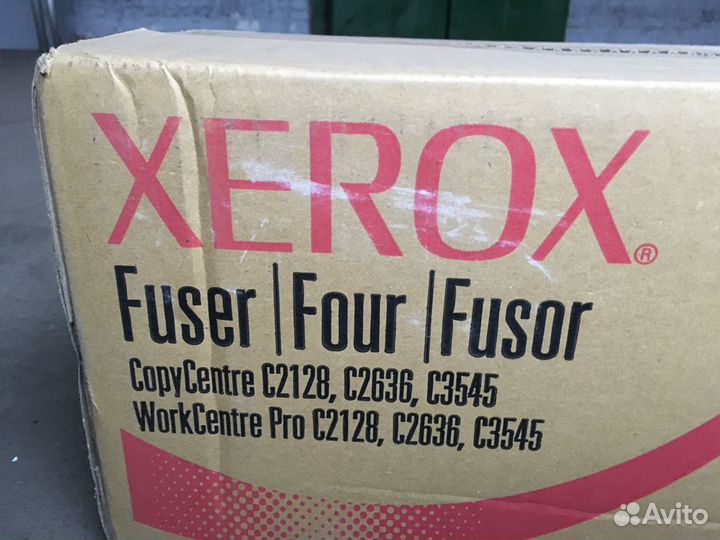 XEROX®
Fuser | Four | Fusor
CopyCentre C2128, C2636, C3545
WorkCentre Pro C2128, C2636, C3545
Avito